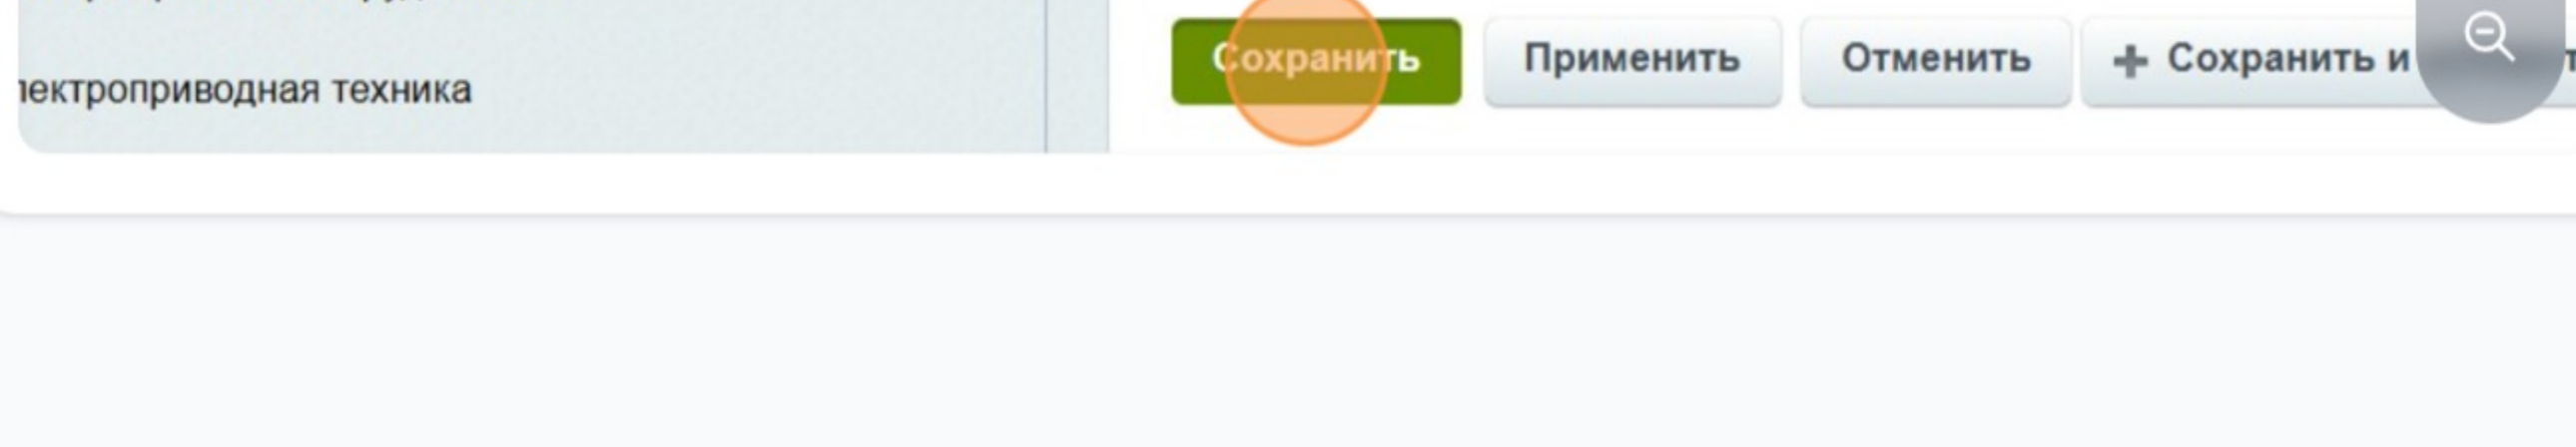 лектроприводная техника
Сохранить Применить Отменить + Сохранить и